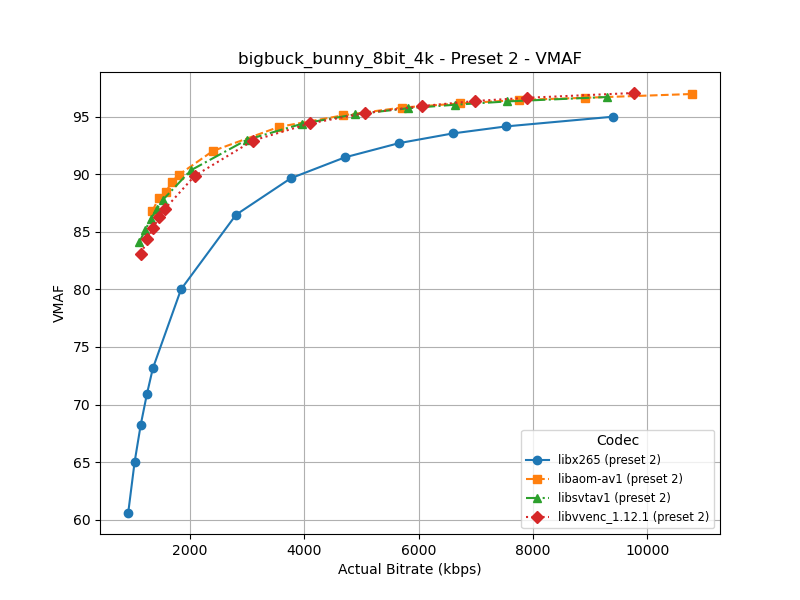 bigbuck_bunny_8bit_4k - Preset 2 - VMAF
VMAF
95
90
85
80
75
70
65
60
2000
4000
6000
8000
10000
Actual Bitrate (kbps)
Codec
libx265 (preset 2)
libaom-av1 (preset 2)
libsvtav1 (preset 2)
libvvenc_1.12.1 (preset 2)